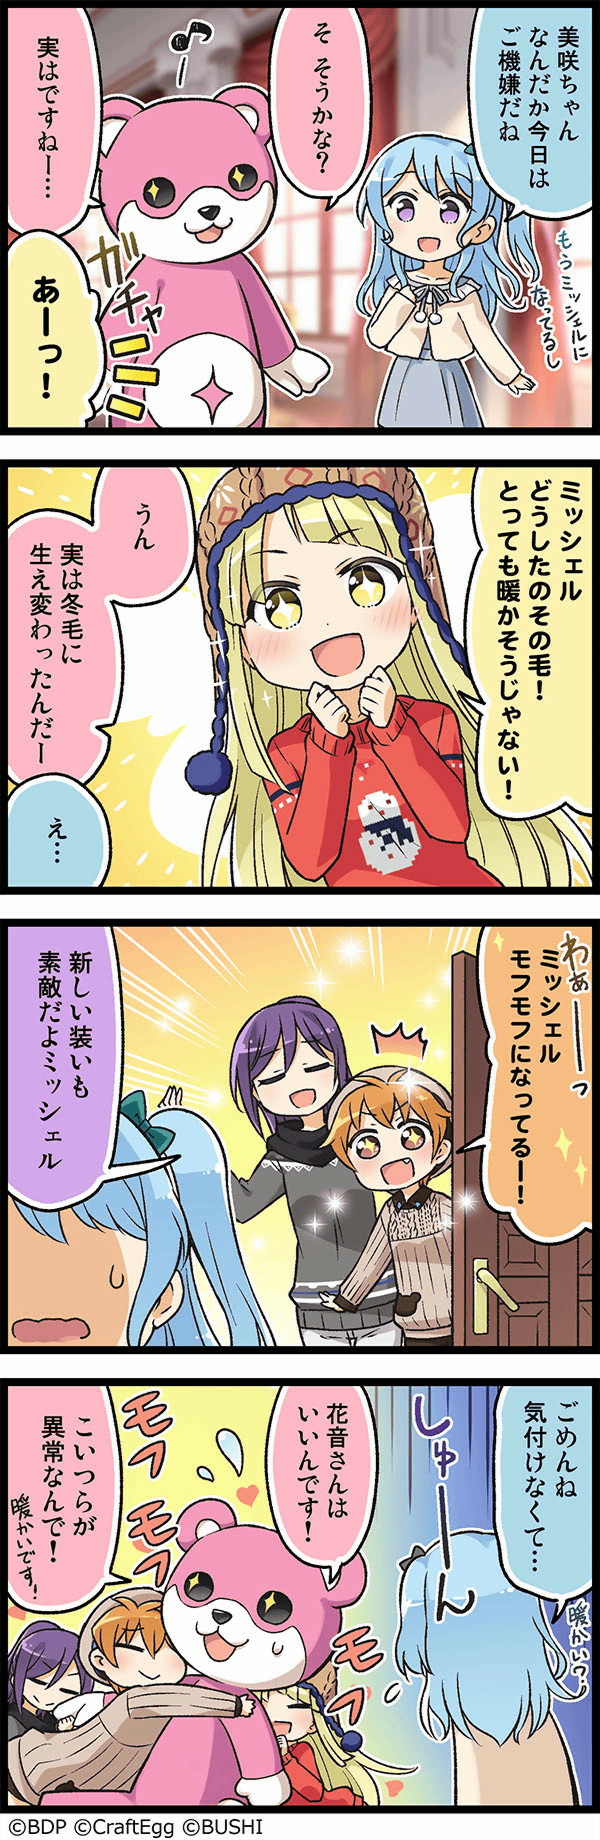 美咲ちゃん
なんだか今日は
ご機嫌だね
もうミッシェルに
なってるし
そ そうかな？
実はですねー…
ガチャ
あーっ！
ミッシェル
どうしたのその毛！
とっても暖かそうじゃない！
うん
実は冬毛に
生え変わったんだー
え…
わぁーーっ
ミッシェル
モフモフになってるー！
新しい装いも
素敵だよミッシェル
ごめんね
気付けなくて…
暖かい？
しゅーーん
花音さんは
いいんです！
こいつらが
異常なんで！
暖かいです！
モフ
モフ
モフ
©BDP ©CraftEgg ©BUSHI